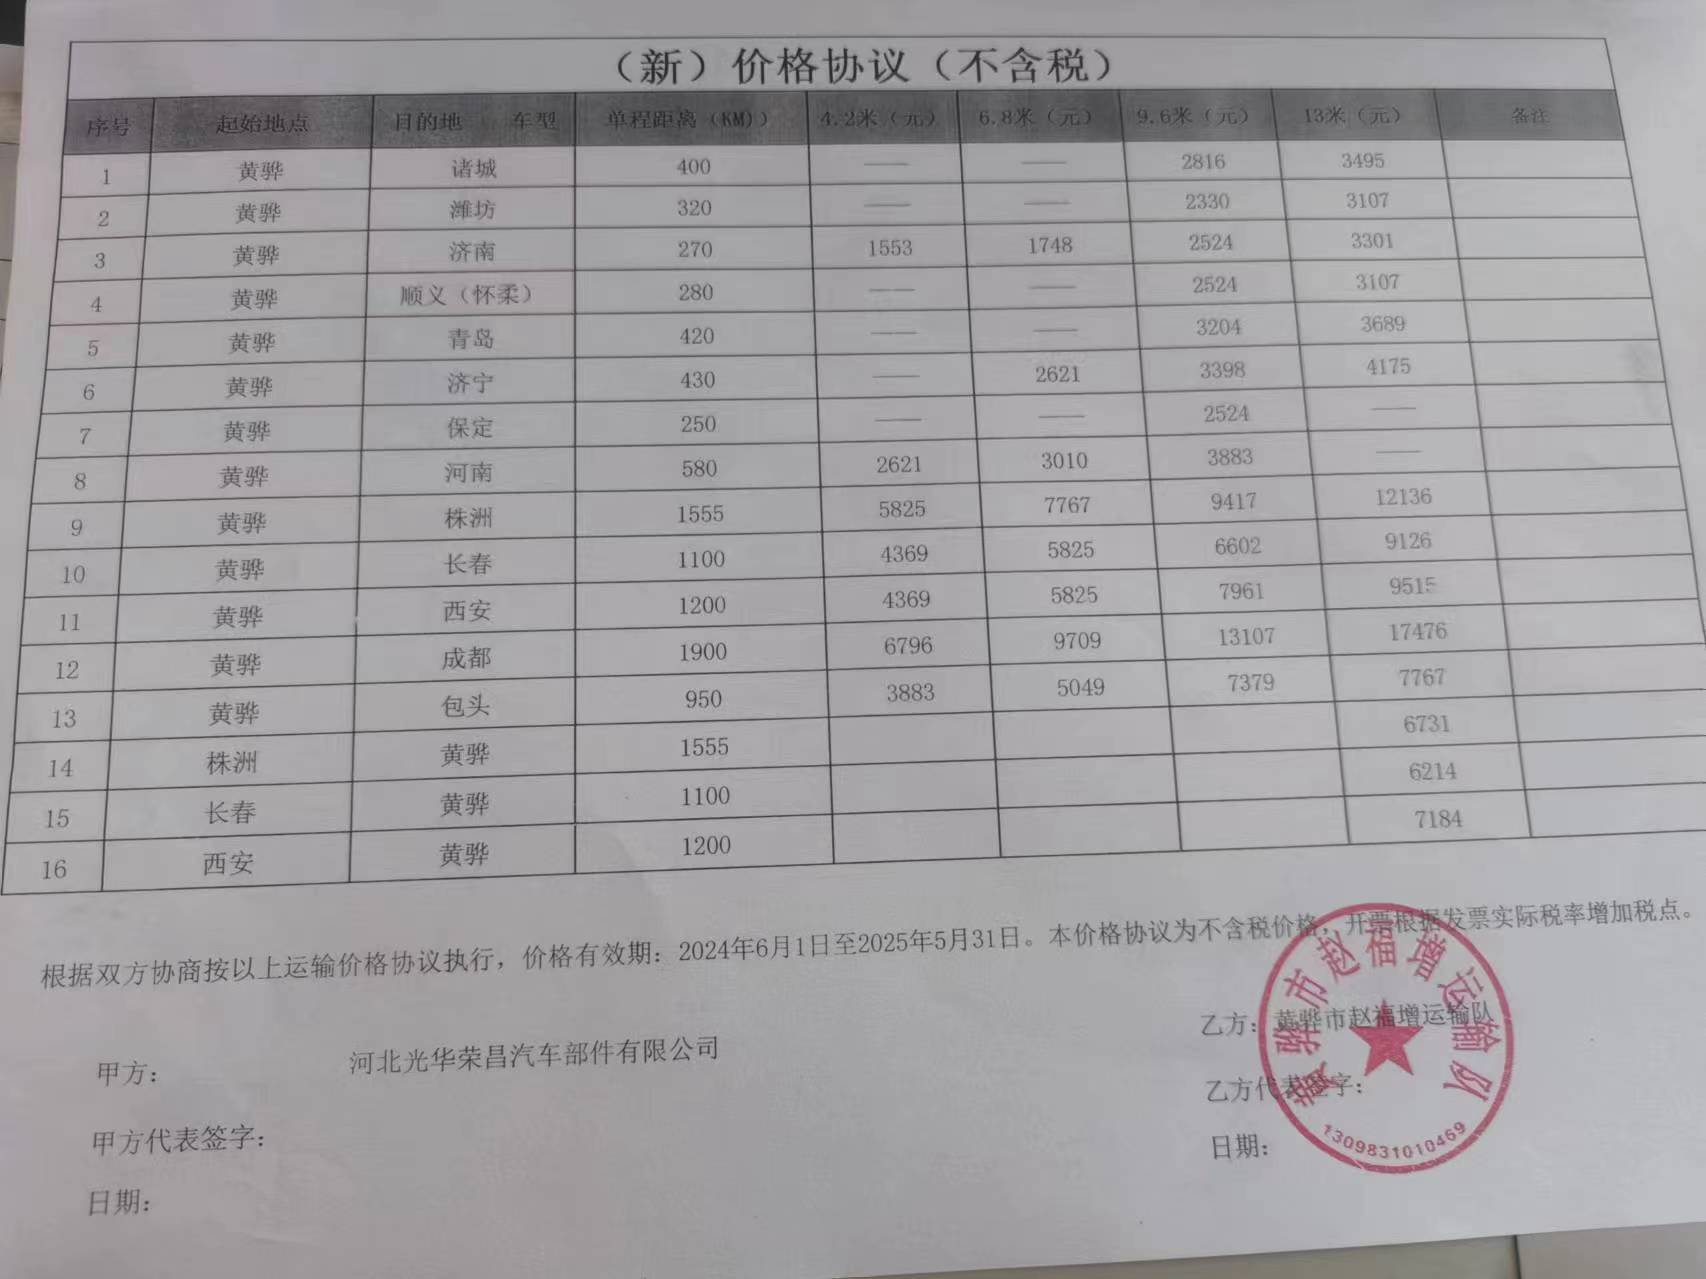 （新）价格协议（不含税）
序号 起始地点 目的地 车型 单程距离（KM)） 4.2米（元） 6.8米（元） 9.6米（元） 13米（元） 备注
1 黄骅 诸城 400 —— —— 2816 3495
2 黄骅 潍坊 320 —— —— 2330 3107
3 黄骅 济南 270 1553 1748 2524 3301
4 黄骅 顺义（怀柔） 280 —— —— 2524 3107
5 黄骅 青岛 420 —— —— 3204 3689
6 黄骅 济宁 430 —— 2621 3398 4175
7 黄骅 保定 250 —— —— 2524 ——
8 黄骅 河南 580 2621 3010 3883 ——
9 黄骅 株洲 1555 5825 7767 9417 12136
10 黄骅 长春 1100 4369 5825 6602 9126
11 黄骅 西安 1200 4369 5825 7961 9515
12 黄骅 成都 1900 6796 9709 13107 17476
13 黄骅 包头 950 3883 5049 7379 7767
14 株洲 黄骅 1555 6731
15 长春 黄骅 1100 6214
16 西安 黄骅 1200 7184
根据双方协商按以上运输价格协议执行，价格有效期：2024年6月1日至2025年5月31日。本价格协议为不含税价格，开票根据发票实际税率增加税点。
甲方： 河北光华荣昌汽车部件有限公司
乙方：黄骅市赵福增运输队
甲方代表签字：
乙方代表签字：
日期：
日期：
黄骅市赵福增运输队
1309831010469